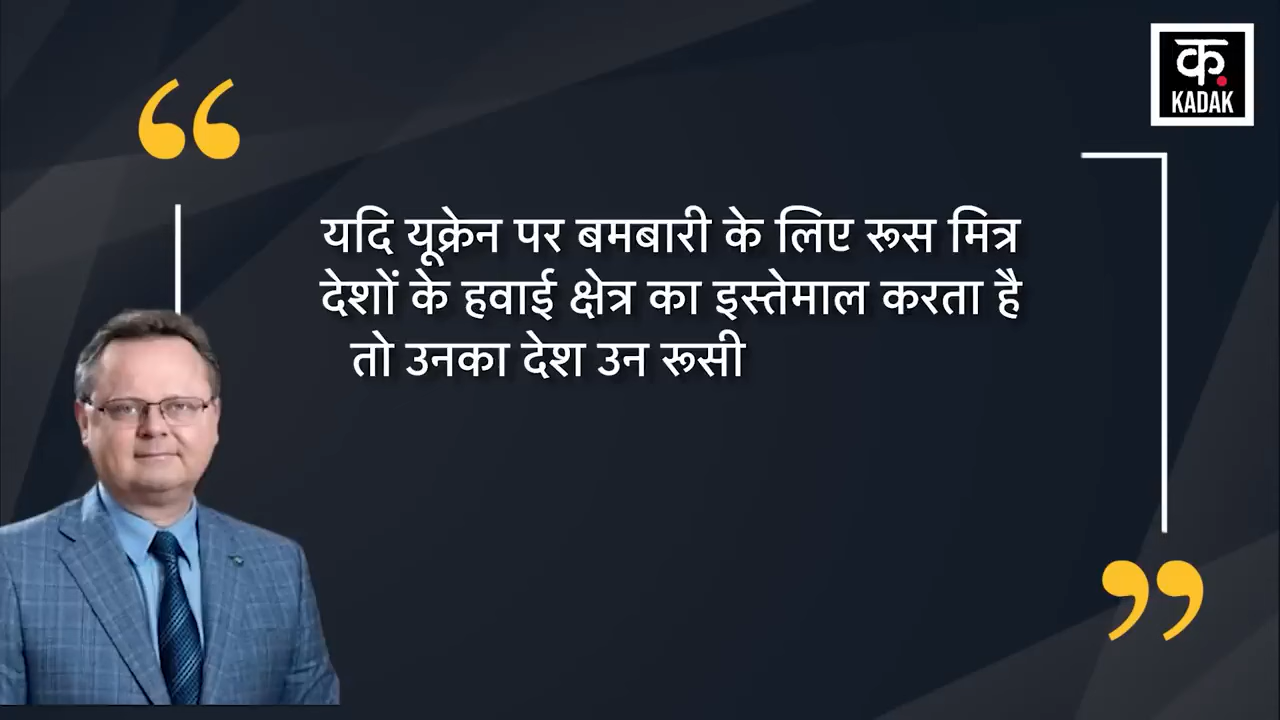 क.
KADAK
यदि यूक्रेन पर बमबारी के लिए रूस मित्र
देशों के हवाई क्षेत्र का इस्तेमाल करता है
तो उनका देश उन रूसी